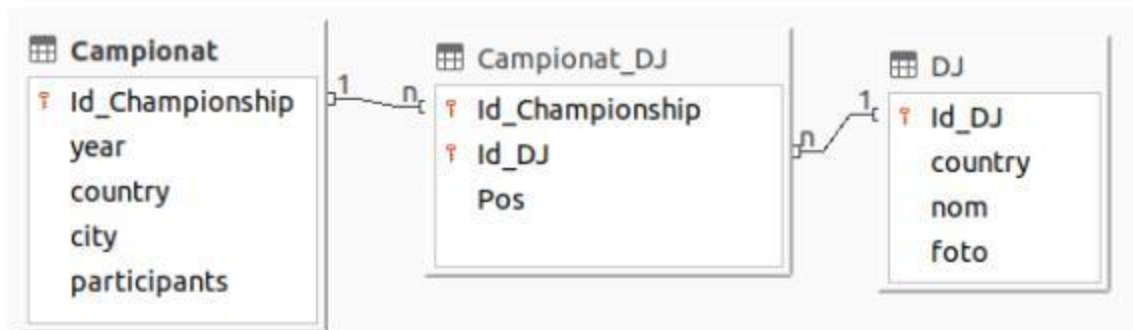 Campionat
Id_Championship
year
country
city
participants
1
n
Campionat_DJ
Id_Championship
Id_DJ
Pos
n
1
DJ
Id_DJ
country
nom
foto